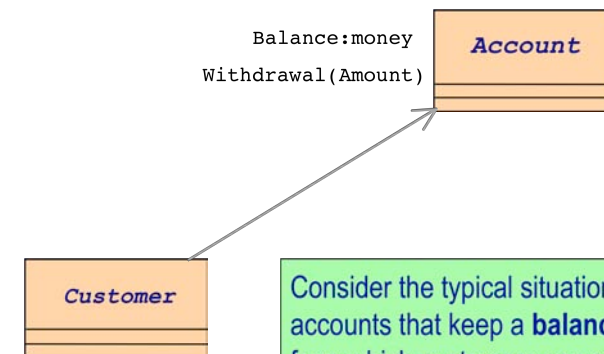 Balance:money
Account
Withdrawal(Amount)
Customer
Consider the typical situation
accounts that keep a balanc